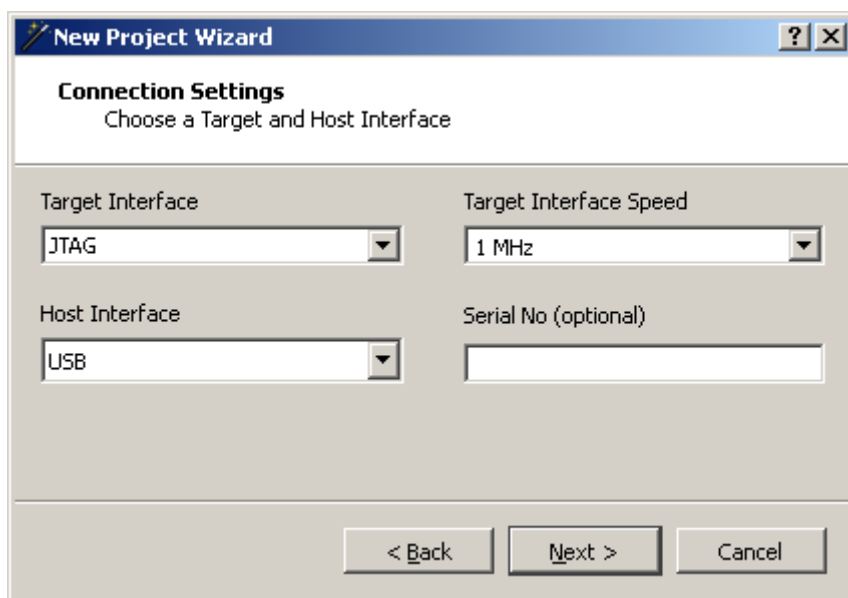 New Project Wizard
Connection Settings
Choose a Target and Host Interface
Target Interface
Target Interface Speed
JTAG
1 MHz
Host Interface
Serial No (optional)
USB
< Back
Next >
Cancel